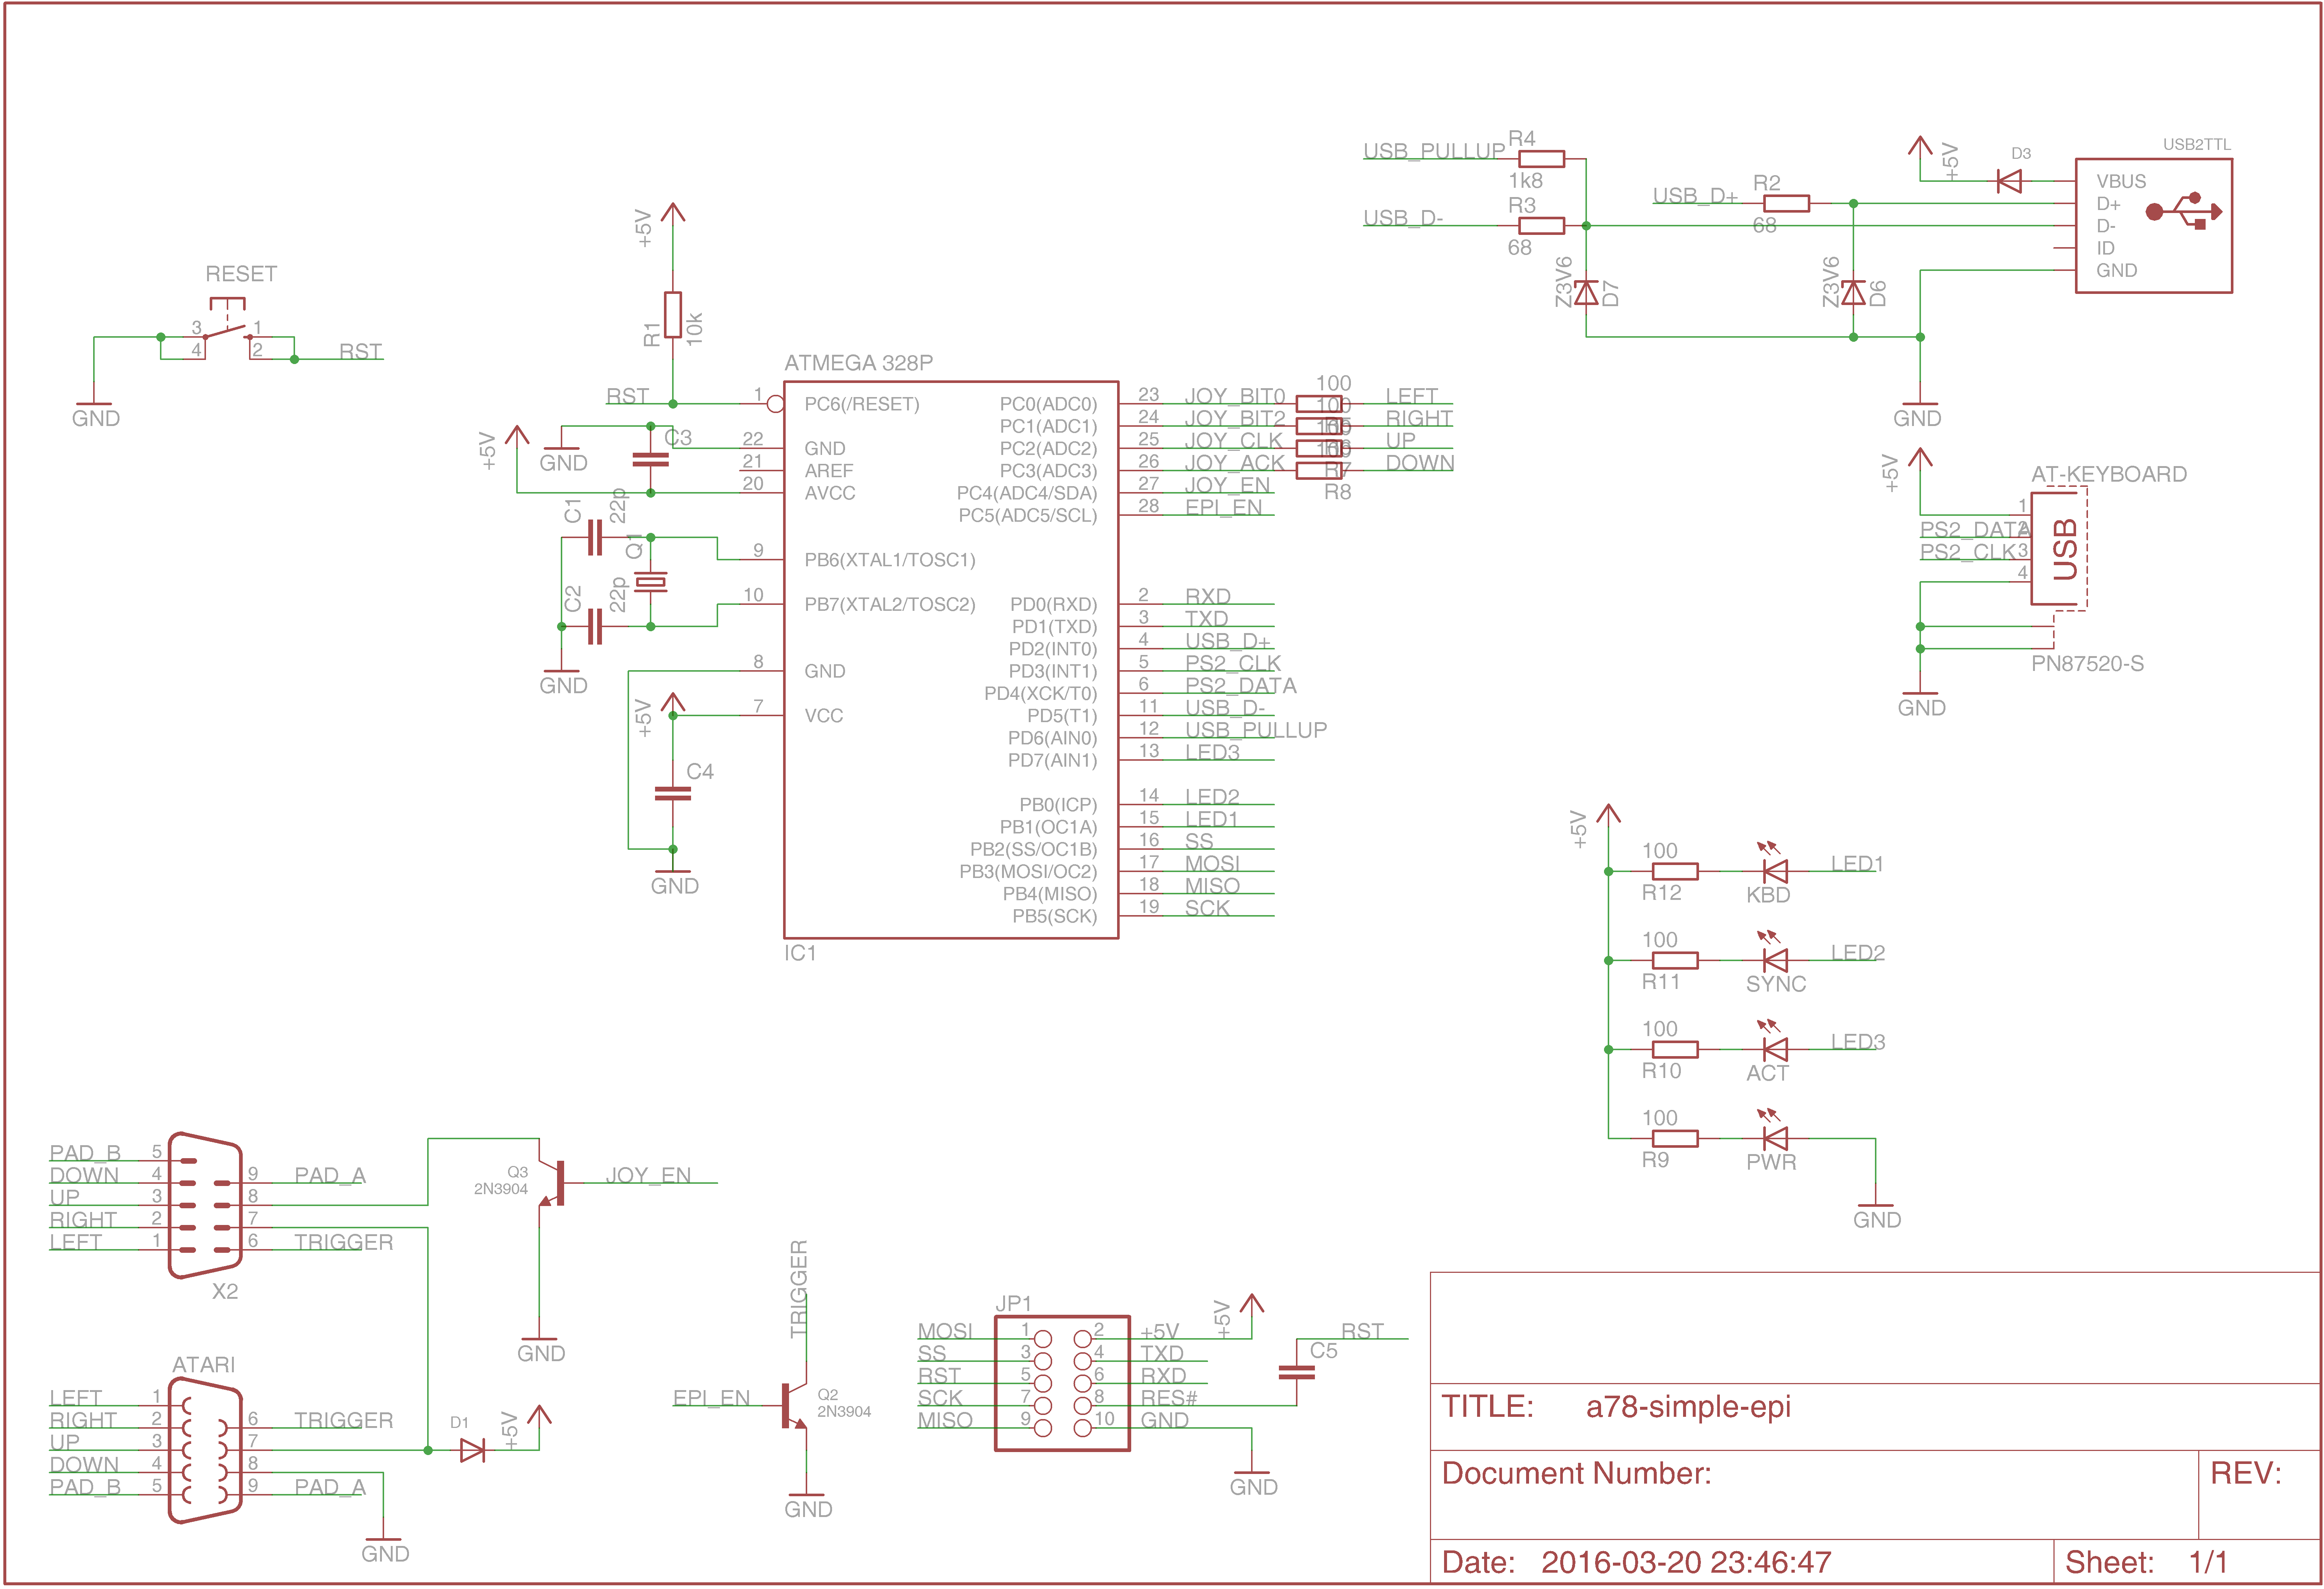 USB2TTL
R4
USB_PULLUP
1k8
+5V
D3
VBUS
D+
D-
ID
GND
USB_D+
R2
68
R3
USB_D-
68
Z3V6
D7
Z3V6
D6
GND
+5V
R1
10k
RESET
3
1
4
2
RST
GND
ATMEGA 328P
RST
1
PC6(/RESET)
22
GND
21
AREF
20
AVCC
9
PB6(XTAL1/TOSC1)
10
PB7(XTAL2/TOSC2)
8
GND
7
VCC
+5V
GND
C3
C1
22p
Q1
C2
22p
GND
+5V
C4
GND
IC1
PC0(ADC0) 23 JOY_BIT0 100 LEFT
PC1(ADC1) 24 JOY_BIT2 100 RIGHT
PC2(ADC2) 25 JOY_CLK UP
PC3(ADC3) 26 JOY_ACK R7 DOWN
R8
PC4(ADC4/SDA) 27 JOY_EN
PC5(ADC5/SCL) 28 EPI_EN
PD0(RXD) 2 RXD
PD1(TXD) 3 TXD
PD2(INT0) 4 USB_D+
PD3(INT1) 5 PS2_CLK
PD4(XCK/T0) 6 PS2_DATA
PD5(T1) 11 USB_D-
PD6(AIN0) 12 USB_PULLUP
PD7(AIN1) 13 LED3
PB0(ICP) 14 LED2
PB1(OC1A) 15 LED1
PB2(SS/OC1B) 16 SS
PB3(MOSI/OC2) 17 MOSI
PB4(MISO) 18 MISO
PB5(SCK) 19 SCK
+5V
AT-KEYBOARD
1
PS2_DATA
PS2_CLK 3
4
USB
PN87520-S
GND
+5V
100
R12
KBD
LED1
100
R11
SYNC
LED2
100
R10
ACT
LED3
100
R9
PWR
GND
PAD_B 5
DOWN 4
UP 3
RIGHT 2
LEFT 1
9 PAD_A
8
7
6 TRIGGER
X2
Q3
2N3904
JOY_EN
GND
ATARI
LEFT 1
RIGHT 2
UP 3
DOWN 4
PAD_B 5
6 TRIGGER
7
8
9 PAD_A
D1
+5V
GND
TRIGGER
EPI_EN
Q2
2N3904
GND
JP1
MOSI 1
SS 3
RST 5
SCK 7
MISO 9
2 +5V
4 TXD
6 RXD
8 RES#
10 GND
+5V
RST
C5
GND
TITLE: a78-simple-epi
Document Number:
REV:
Date: 2016-03-20 23:46:47
Sheet: 1/1